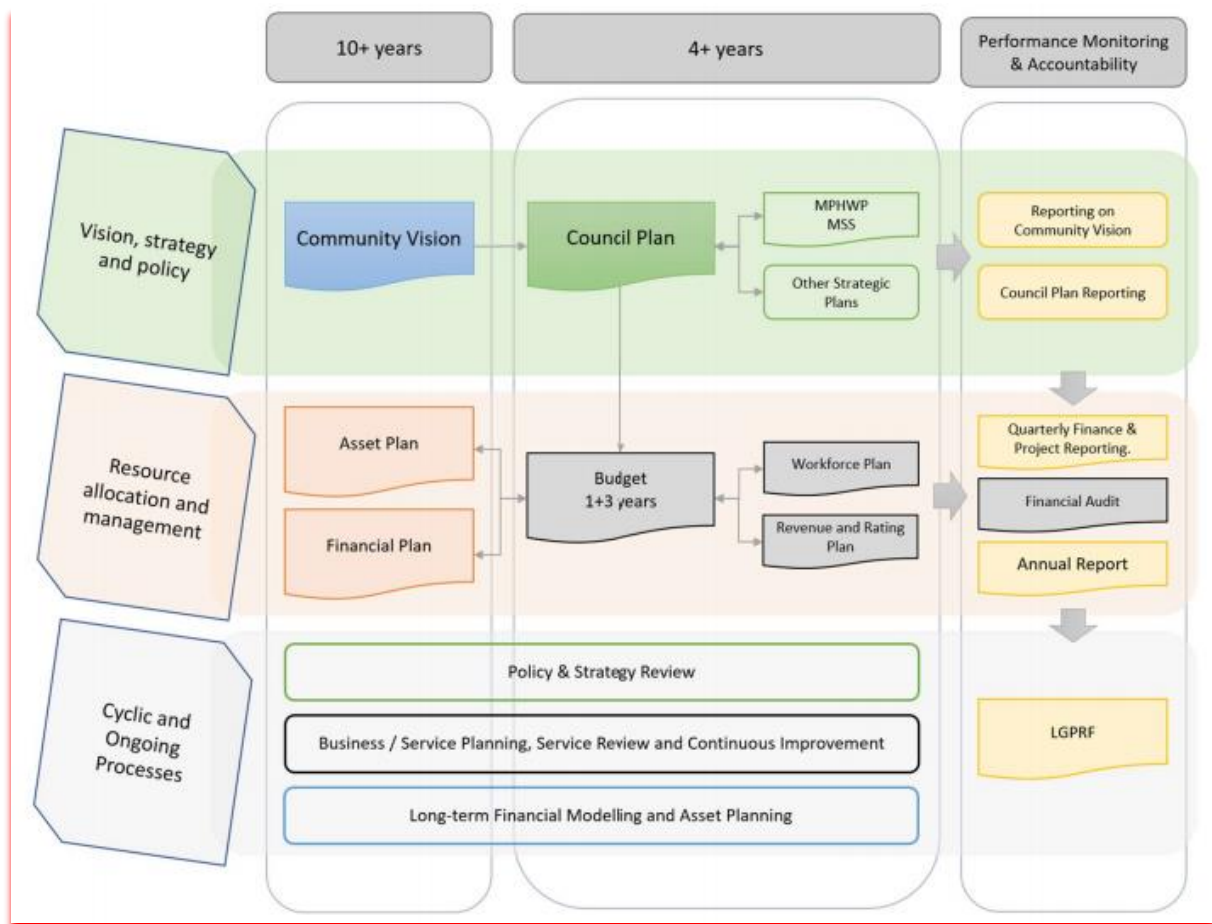 10+ years
4+ years
Performance Monitoring
& Accountability
Vision, strategy
and policy
Community Vision
Council Plan
MPHWP
MSS
Other Strategic
Plans
Reporting on
Community Vision
Council Plan Reporting
Resource
allocation and
management
Asset Plan
Financial Plan
Budget
1+3 years
Workforce Plan
Revenue and Rating
Plan
Quarterly Finance &
Project Reporting.
Financial Audit
Annual Report
Cyclic and
Ongoing
Processes
Policy & Strategy Review
Business / Service Planning, Service Review and Continuous Improvement
Long-term Financial Modelling and Asset Planning
LGPRF